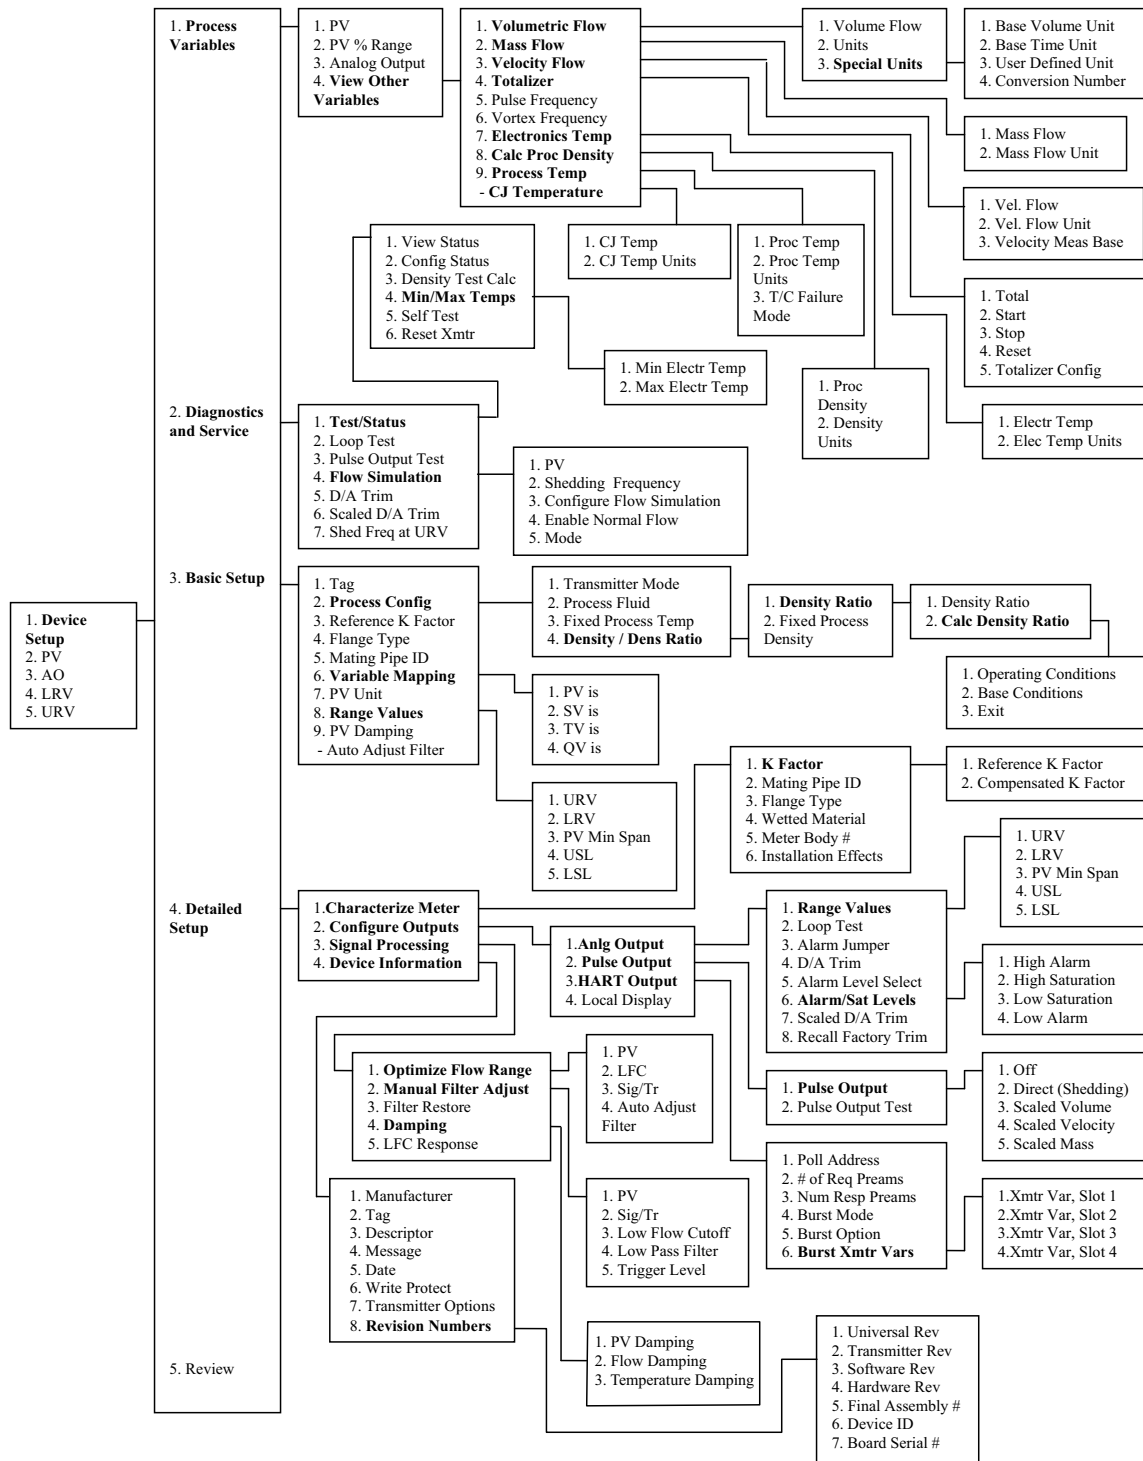 1. Device
Setup
2. PV
3. AO
4. LRV
5. URV
1. Process
Variables
2. Diagnostics
and Service
3. Basic Setup
4. Detailed
Setup
5. Review
1. PV
2. PV % Range
3. Analog Output
4. View Other
Variables
1. Volumetric Flow
2. Mass Flow
3. Velocity Flow
4. Totalizer
5. Pulse Frequency
6. Vortex Frequency
7. Electronics Temp
8. Calc Proc Density
9. Process Temp
- CJ Temperature
1. Volume Flow
2. Units
3. Special Units
1. Base Volume Unit
2. Base Time Unit
3. User Defined Unit
4. Conversion Number
1. Mass Flow
2. Mass Flow Unit
1. Vel. Flow
2. Vel. Flow Unit
3. Velocity Meas Base
1. Total
2. Start
3. Stop
4. Reset
5. Totalizer Config
1. Electr Temp
2. Elec Temp Units
1. Proc
Density
2. Density
Units
1. Proc Temp
2. Proc Temp
Units
3. T/C Failure
Mode
1. CJ Temp
2. CJ Temp Units
1. View Status
2. Config Status
3. Density Test Calc
4. Min/Max Temps
5. Self Test
6. Reset Xmtr
1. Min Electr Temp
2. Max Electr Temp
1. Test/Status
2. Loop Test
3. Pulse Output Test
4. Flow Simulation
5. D/A Trim
6. Scaled D/A Trim
7. Shed Freq at URV
1. PV
2. Shedding Frequency
3. Configure Flow Simulation
4. Enable Normal Flow
5. Mode
1. Tag
2. Process Config
3. Reference K Factor
4. Flange Type
5. Mating Pipe ID
6. Variable Mapping
7. PV Unit
8. Range Values
9. PV Damping
- Auto Adjust Filter
1. Transmitter Mode
2. Process Fluid
3. Fixed Process Temp
4. Density / Dens Ratio
1. Density Ratio
2. Fixed Process
Density
1. Density Ratio
2. Calc Density Ratio
1. Operating Conditions
2. Base Conditions
3. Exit
1. PV is
2. SV is
3. TV is
4. QV is
1. URV
2. LRV
3. PV Min Span
4. USL
5. LSL
1.Characterize Meter
2. Configure Outputs
3. Signal Processing
4. Device Information
1. K Factor
2. Mating Pipe ID
3. Flange Type
4. Wetted Material
5. Meter Body #
6. Installation Effects
1. Reference K Factor
2. Compensated K Factor
1.Anlg Output
2. Pulse Output
3.HART Output
4. Local Display
1. Range Values
2. Loop Test
3. Alarm Jumper
4. D/A Trim
5. Alarm Level Select
6. Alarm/Sat Levels
7. Scaled D/A Trim
8. Recall Factory Trim
1. URV
2. LRV
3. PV Min Span
4. USL
5. LSL
1. High Alarm
2. High Saturation
3. Low Saturation
4. Low Alarm
1. Pulse Output
2. Pulse Output Test
1. Off
2. Direct (Shedding)
3. Scaled Volume
4. Scaled Velocity
5. Scaled Mass
1. Poll Address
2. # of Req Preams
3. Num Resp Preams
4. Burst Mode
5. Burst Option
6. Burst Xmtr Vars
1.Xmtr Var, Slot 1
2.Xmtr Var, Slot 2
3.Xmtr Var, Slot 3
4.Xmtr Var, Slot 4
1. Optimize Flow Range
2. Manual Filter Adjust
3. Filter Restore
4. Damping
5. LFC Response
1. PV
2. LFC
3. Sig/Tr
4. Auto Adjust
Filter
1. PV
2. Sig/Tr
3. Low Flow Cutoff
4. Low Pass Filter
5. Trigger Level
1. PV Damping
2. Flow Damping
3. Temperature Damping
1. Manufacturer
2. Tag
3. Descriptor
4. Message
5. Date
6. Write Protect
7. Transmitter Options
8. Revision Numbers
1. Universal Rev
2. Transmitter Rev
3. Software Rev
4. Hardware Rev
5. Final Assembly #
6. Device ID
7. Board Serial #